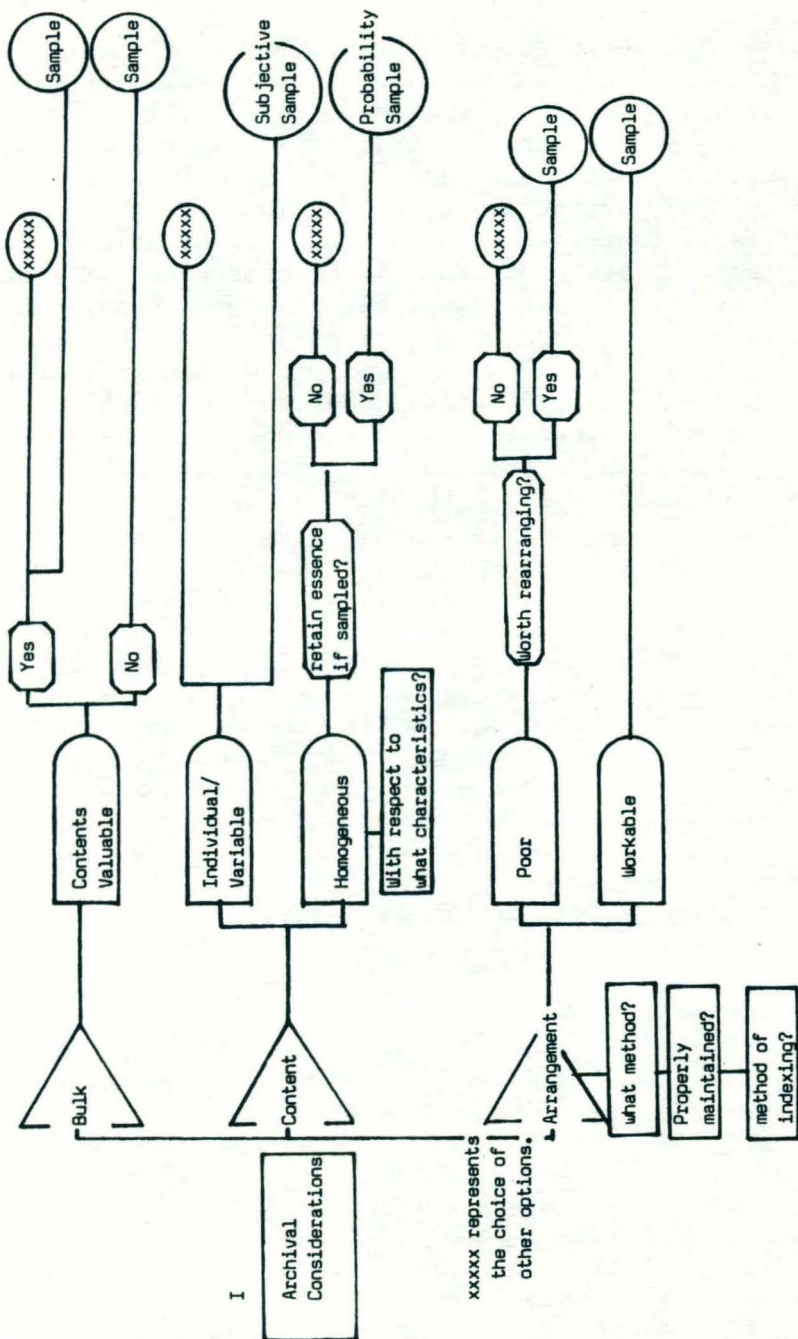 I
Archival
Considerations
xxxxx represents
the choice of
other options.
Bulk
Contents
Valuable
Yes
xxxxx
Sample
No
Sample
Content
Individual/
Variable
xxxxx
Subjective
Sample
Homogeneous
With respect to
what characteristics?
retain essence
if sampled?
No
xxxxx
Yes
Probability
Sample
Arrangement
what method?
Properly
maintained?
method of
indexing?
Poor
Worth rearranging?
No
xxxxx
Yes
Sample
Workable
Sample